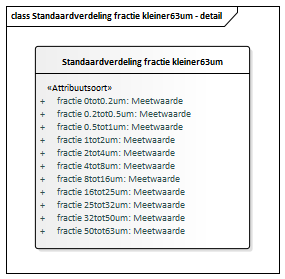 class Standaardverdeling fractie kleiner63um - detail
Standaardverdeling fractie kleiner63um
«Attribuutsoort»
+ fractie 0tot0.2um: Meetwaarde
+ fractie 0.2tot0.5um: Meetwaarde
+ fractie 0.5tot1um: Meetwaarde
+ fractie 1tot2um: Meetwaarde
+ fractie 2tot4um: Meetwaarde
+ fractie 4tot8um: Meetwaarde
+ fractie 8tot16um: Meetwaarde
+ fractie 16tot25um: Meetwaarde
+ fractie 25tot32um: Meetwaarde
+ fractie 32tot50um: Meetwaarde
+ fractie 50tot63um: Meetwaarde